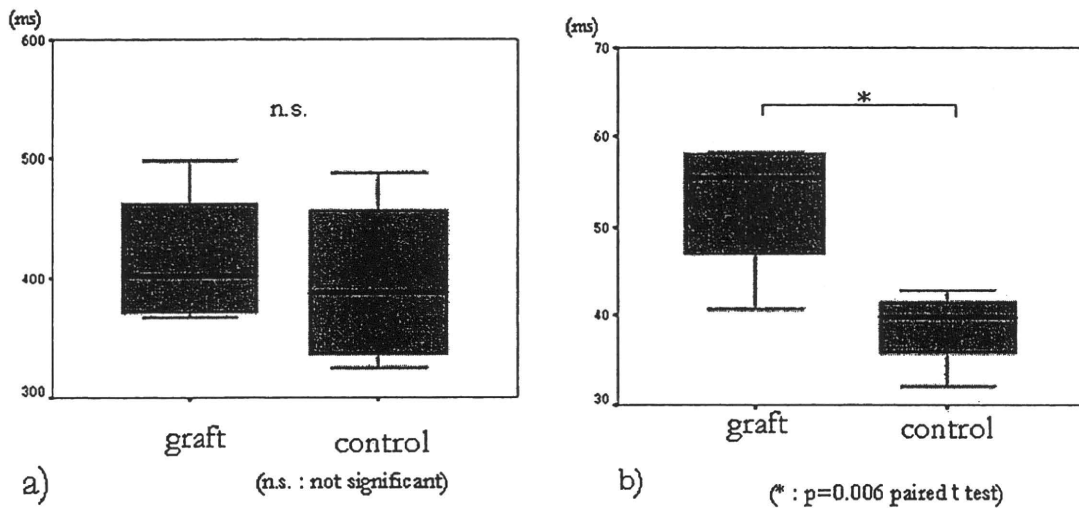 (ms)
600
500
400
300
n.s.
graft
control
a)
(n.s. : not significant)
(ms)
70
60
50
40
30
*
graft
control
b)
(* : p=0.006 paired t test)